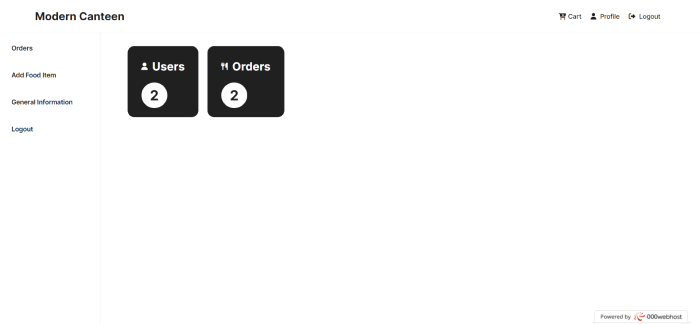 Modern Canteen
Cart Profile Logout
Orders
Add Food Item
General Information
Logout
Users
2
Orders
2
Powered by 000webhost